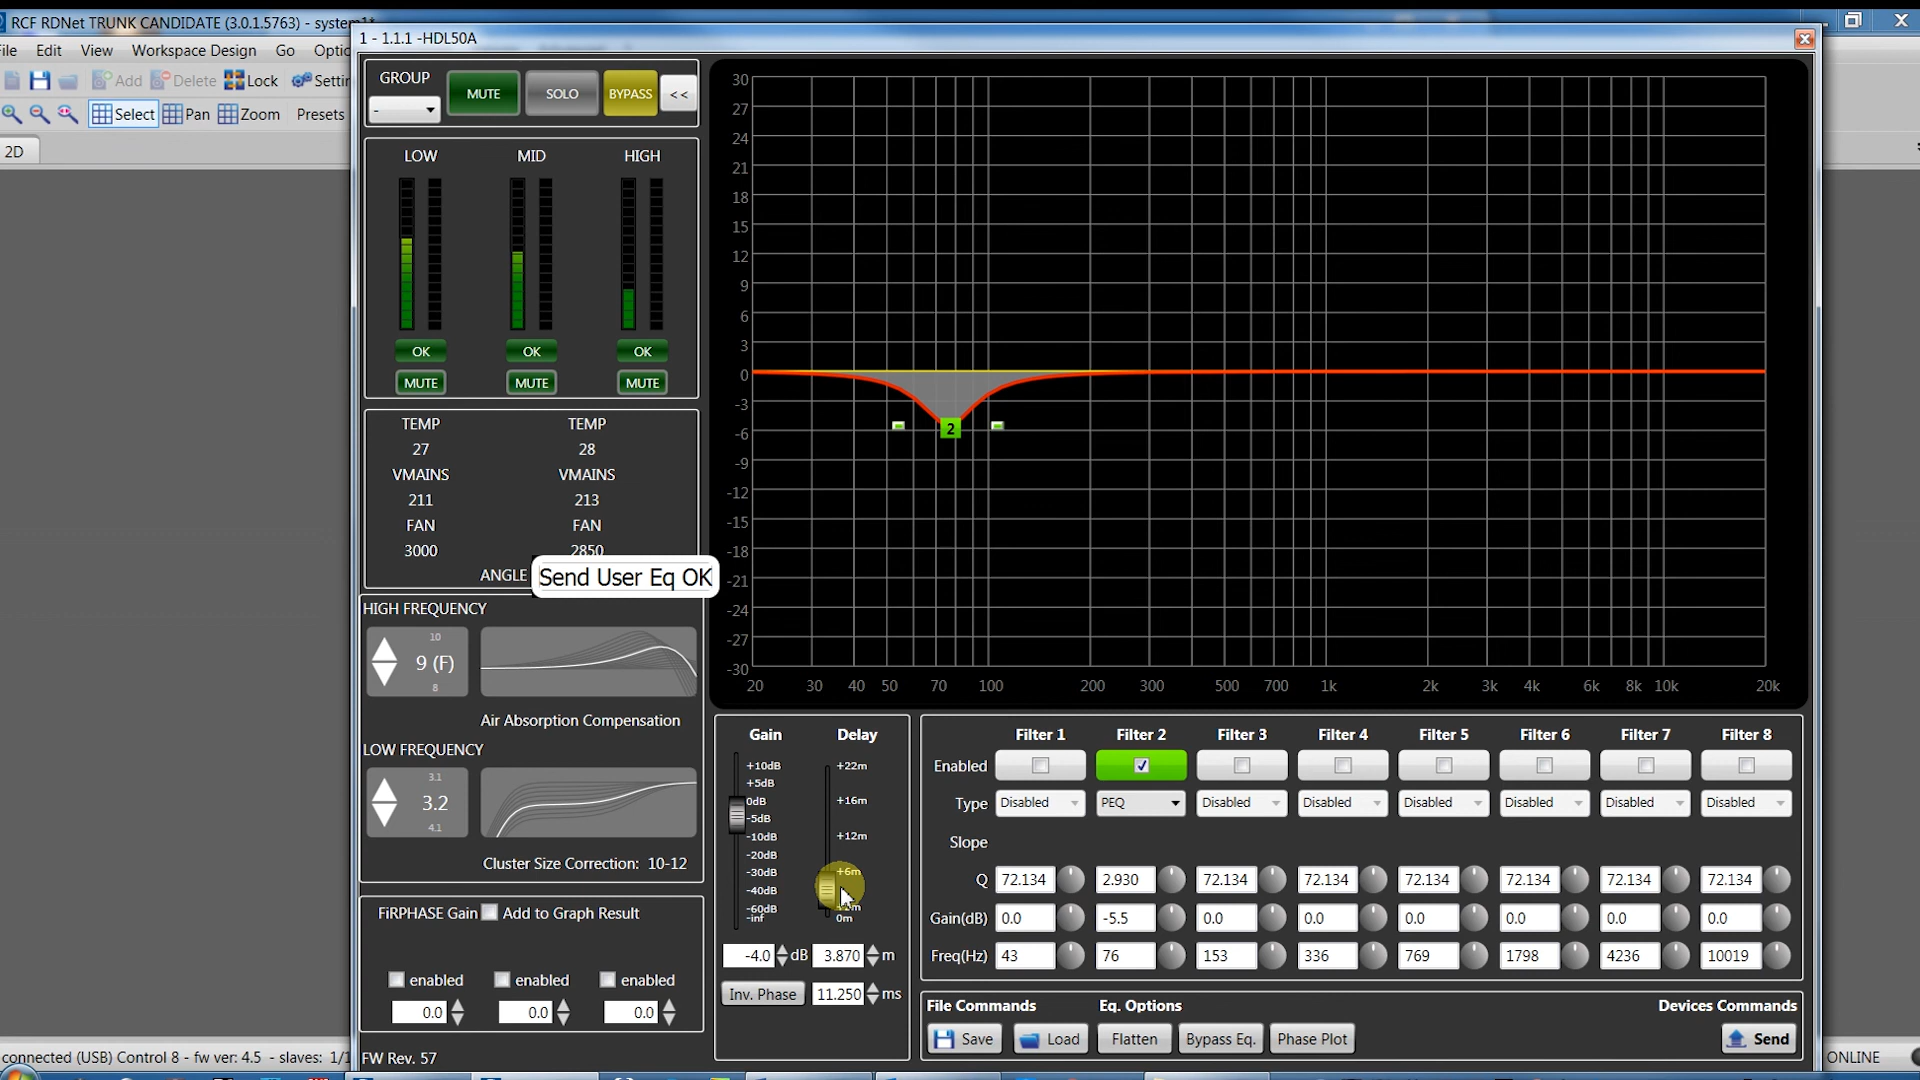 RCF RDNet TRUNK CANDIDATE (3.0.1.5763) - system1*
1 - 1.1.1 -HDL50A
File Edit View Workspace Design Go
Add Delete Lock
Select Pan Zoom Presets
2D
GROUP
-
MUTE SOLO BYPASS <<
LOW MID HIGH
OK OK OK
MUTE MUTE MUTE
TEMP TEMP
27 28
VMAINS VMAINS
211 213
FAN FAN
3000 2850
ANGLE
Send User Eq OK
HIGH FREQUENCY
10
9 (F)
8
Air Absorption Compensation
LOW FREQUENCY
3.1
3.2
4.1
Cluster Size Correction: 10-12
FiRPHASE Gain Add to Graph Result
enabled enabled enabled
0.0 0.0 0.0
FW Rev. 57
30
27
24
21
18
15
12
9
6
3
0
-3
-6
-9
-12
-15
-18
-21
-24
-27
-30
2
20 30 40 50 70 100 200 300 500 700 1k 2k 3k 4k 6k 8k 10k 20k
Gain Delay
+10dB +22m
+5dB
0dB +16m
-5dB
-10dB +12m
-20dB
-30dB +6m
-40dB
-60dB
-inf 0m
-4.0 dB 3.870 m
Inv. Phase 11.250 ms
Filter 1 Filter 2 Filter 3 Filter 4 Filter 5 Filter 6 Filter 7 Filter 8
Enabled
Type Disabled PEQ Disabled Disabled Disabled Disabled Disabled Disabled
Slope
Q 72.134 2.930 72.134 72.134 72.134 72.134 72.134 72.134
Gain(dB) 0.0 -5.5 0.0 0.0 0.0 0.0 0.0 0.0
Freq(Hz) 43 76 153 336 769 1798 4236 10019
File Commands Eq. Options Devices Commands
Save Load Flatten Bypass Eq. Phase Plot Send
connected (USB) Control 8 - fw ver: 4.5 - slaves: 1/1
ONLINE